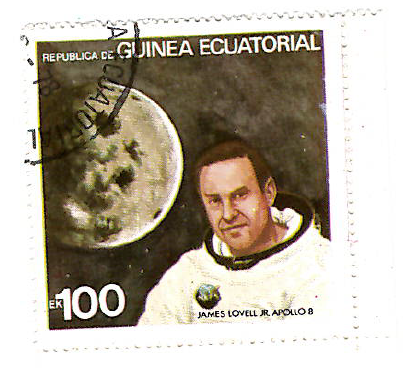 REPUBLICA DE GUINEA ECUATORIAL
EK 100
JAMES LOVELL JR. APOLLO 8